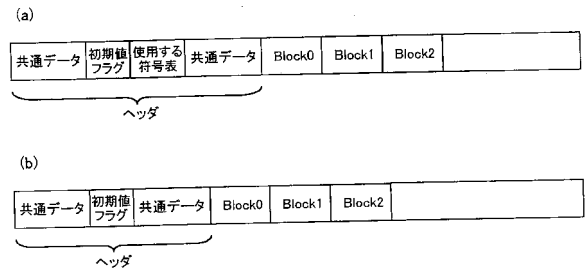 (a)
共通データ 初期値フラグ 使用する符号表 共通データ Block0 Block1 Block2
ヘッダ
(b)
共通データ 初期値フラグ 共通データ Block0 Block1 Block2
ヘッダ